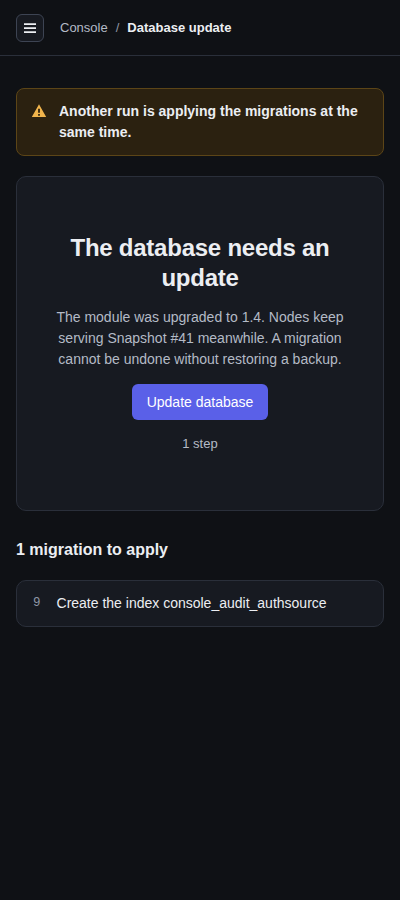 Console / Database update
Another run is applying the migrations at the
same time.
The database needs an
update
The module was upgraded to 1.4. Nodes keep
serving Snapshot #41 meanwhile. A migration
cannot be undone without restoring a backup.
Update database
1 step
1 migration to apply
9 Create the index console_audit_authsource